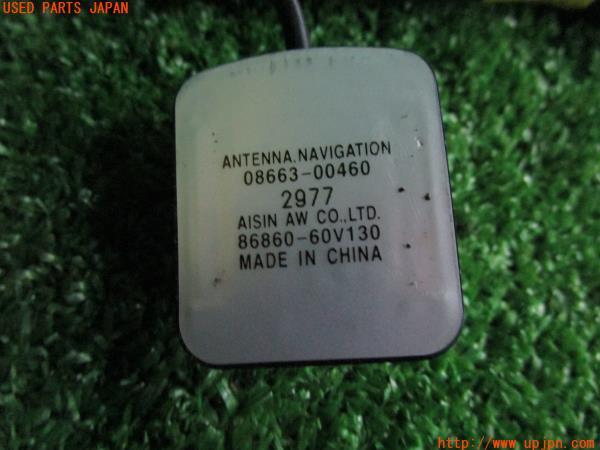 USED PARTS JAPAN
ANTENNA.NAVIGATION
08663-00460
2977
AISIN AW CO.,LTD.
86860-60V130
MADE IN CHINA
http://www.upjpn.com/